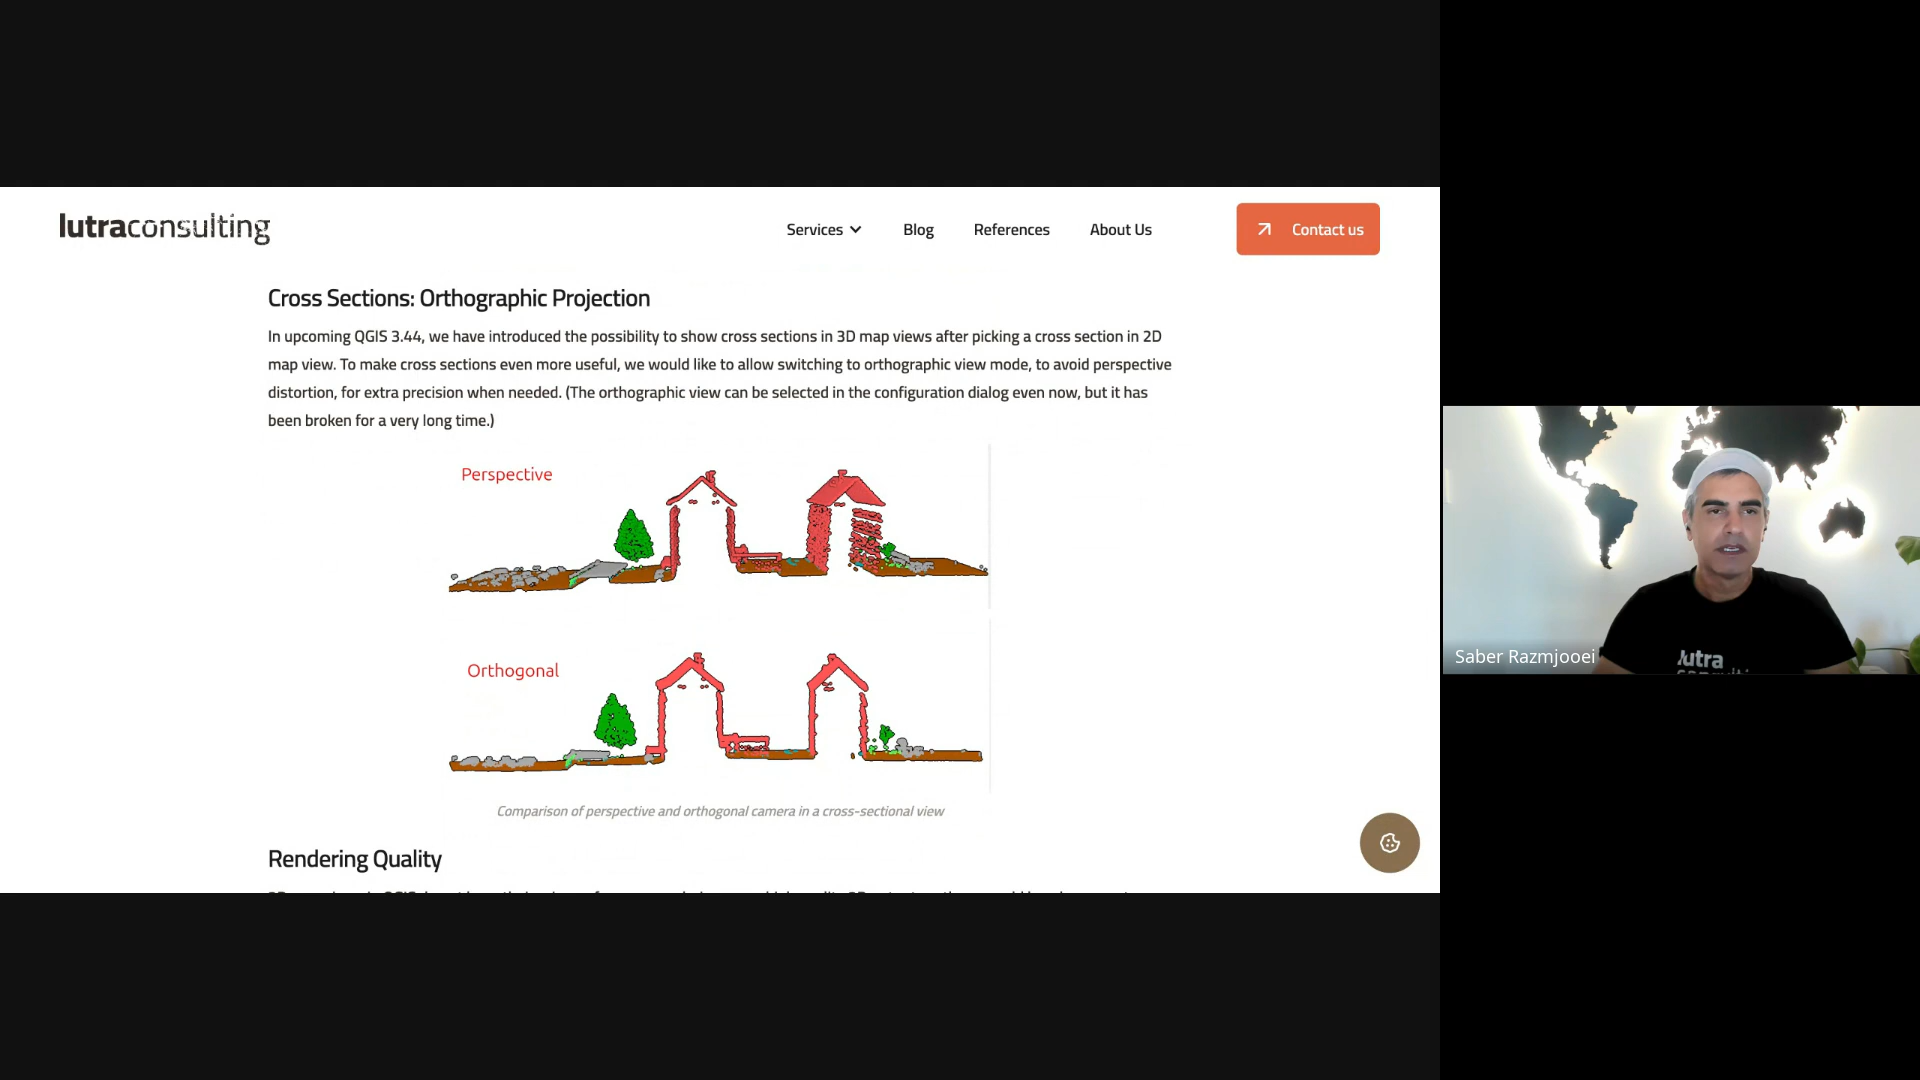 lutraconsulting
Services
Blog
References
About Us
Contact us
Cross Sections: Orthographic Projection
In upcoming QGIS 3.44, we have introduced the possibility to show cross sections in 3D map views after picking a cross section in 2D
map view. To make cross sections even more useful, we would like to allow switching to orthographic view mode, to avoid perspective
distortion, for extra precision when needed. (The orthographic view can be selected in the configuration dialog even now, but it has
been broken for a very long time.)
Perspective
Orthogonal
Comparison of perspective and orthogonal camera in a cross-sectional view
Rendering Quality
lutra
Saber Razmjooei